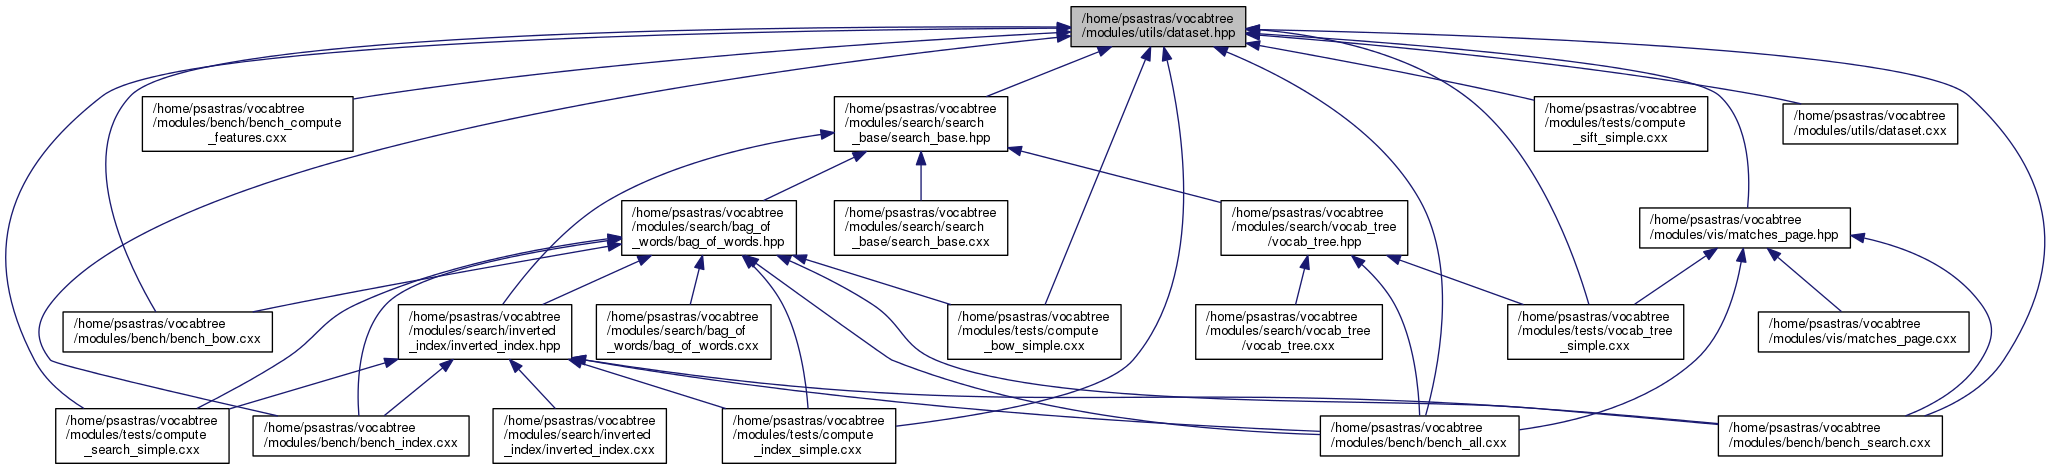 /home/psastras/vocabtree
/modules/utils/dataset.hpp
/home/psastras/vocabtree
/modules/bench/bench_compute
_features.cxx
/home/psastras/vocabtree
/modules/search/search
_base/search_base.hpp
/home/psastras/vocabtree
/modules/tests/compute
_sift_simple.cxx
/home/psastras/vocabtree
/modules/utils/dataset.cxx
/home/psastras/vocabtree
/modules/search/bag_of
_words/bag_of_words.hpp
/home/psastras/vocabtree
/modules/search/search
_base/search_base.cxx
/home/psastras/vocabtree
/modules/search/vocab_tree
/vocab_tree.hpp
/home/psastras/vocabtree
/modules/vis/matches_page.hpp
/home/psastras/vocabtree
/modules/bench/bench_bow.cxx
/home/psastras/vocabtree
/modules/search/inverted
_index/inverted_index.hpp
/home/psastras/vocabtree
/modules/search/bag_of
_words/bag_of_words.cxx
/home/psastras/vocabtree
/modules/tests/compute
_bow_simple.cxx
/home/psastras/vocabtree
/modules/search/vocab_tree
/vocab_tree.cxx
/home/psastras/vocabtree
/modules/tests/vocab_tree
_simple.cxx
/home/psastras/vocabtree
/modules/vis/matches_page.cxx
/home/psastras/vocabtree
/modules/tests/compute
_search_simple.cxx
/home/psastras/vocabtree
/modules/bench/bench_index.cxx
/home/psastras/vocabtree
/modules/search/inverted
_index/inverted_index.cxx
/home/psastras/vocabtree
/modules/tests/compute
_index_simple.cxx
/home/psastras/vocabtree
/modules/bench/bench_all.cxx
/home/psastras/vocabtree
/modules/bench/bench_search.cxx